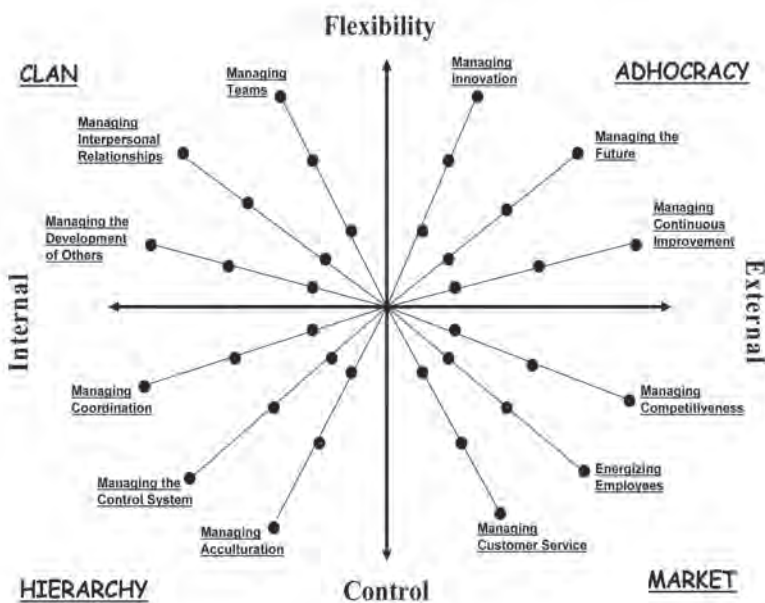 Flexibility
CLAN
ADHOCRACY
Managing
Teams
Managing
Innovation
Managing
Interpersonal
Relationships
Managing the
Future
Managing the
Development
of Others
Managing
Continuous
Improvement
Internal
External
Managing
Coordination
Managing
Competitiveness
Managing the
Control System
Energizing
Employees
Managing
Acculturation
Managing
Customer Service
HIERARCHY
Control
MARKET